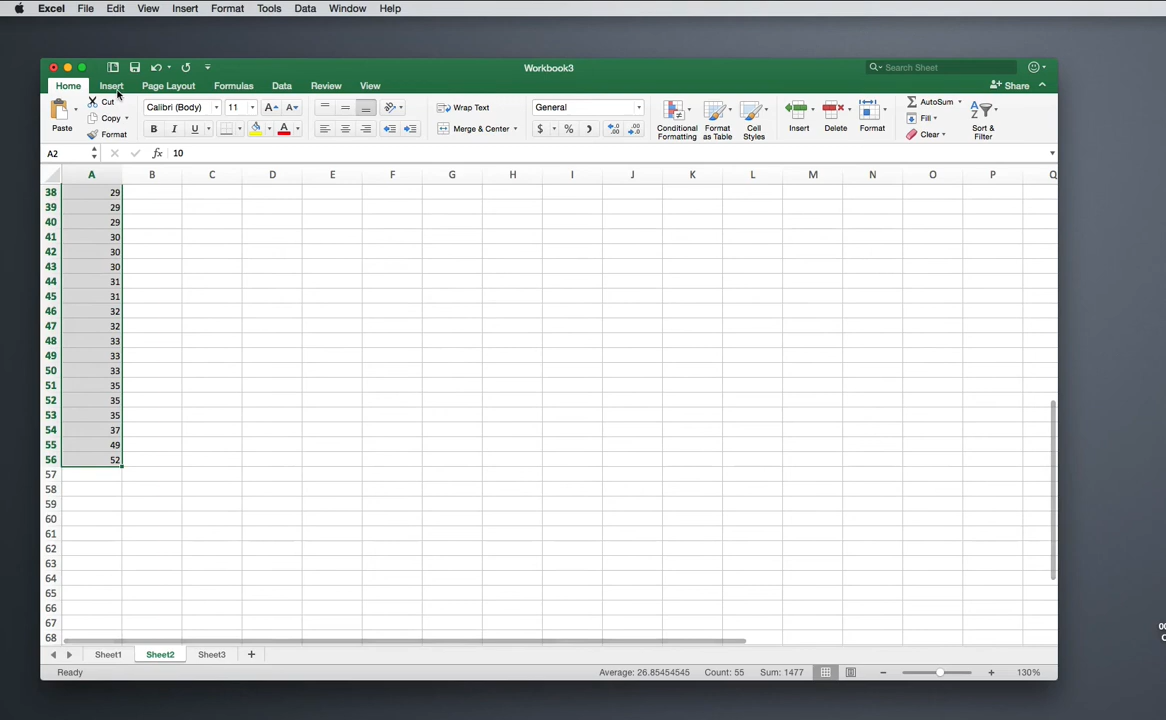 Excel File Edit View Insert Format Tools Data Window Help
Workbook3
Search Sheet
Home Insert Page Layout Formulas Data Review View
Share
Paste
Cut
Copy
Format
Calibri (Body) 11
A A
B I U A
Wrap Text
Merge & Center
General
$ % 
Conditional Formatting
Format as Table
Cell Styles
Insert
Delete
Format
AutoSum
Fill
Clear
Sort & Filter
A2 fx 10
A B C D E F G H I J K L M N O P Q
38 29
39 29
40 29
41 30
42 30
43 30
44 31
45 31
46 32
47 32
48 33
49 33
50 33
51 35
52 35
53 35
54 37
55 49
56 52
57
58
59
60
61
62
63
64
65
66
67
68
Sheet1 Sheet2 Sheet3
Ready Average: 26.85454545 Count: 55 Sum: 1477 130%